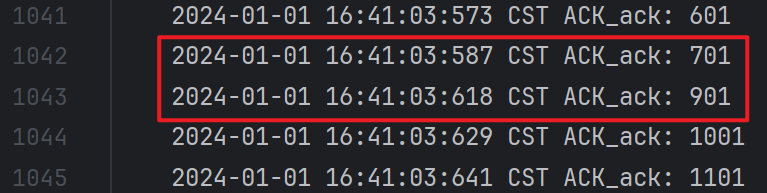 1041 2024-01-01 16:41:03:573 CST ACK_ack: 601
1042 2024-01-01 16:41:03:587 CST ACK_ack: 701
1043 2024-01-01 16:41:03:618 CST ACK_ack: 901
1044 2024-01-01 16:41:03:629 CST ACK_ack: 1001
1045 2024-01-01 16:41:03:641 CST ACK_ack: 1101